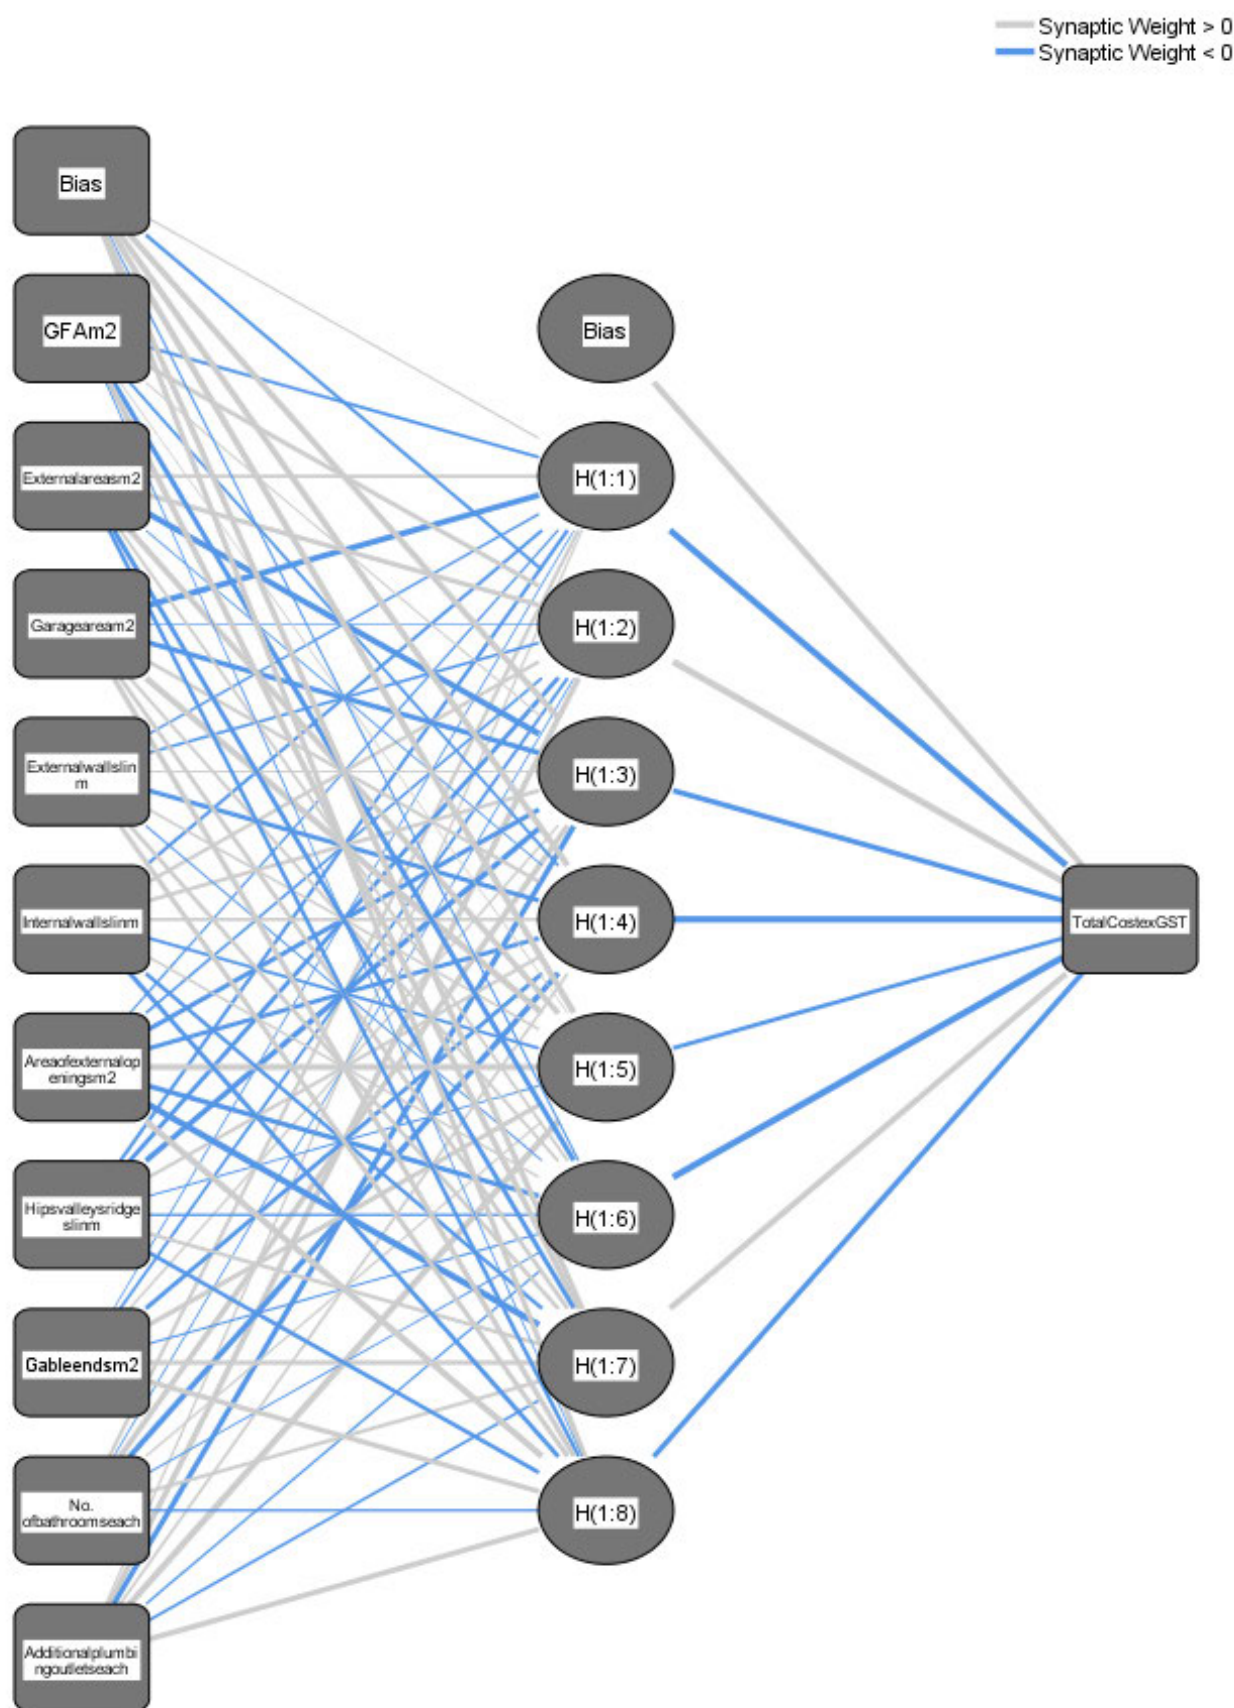 Synaptic Weight > 0
Synaptic Weight < 0
Bias
GFAm2
Externalareasm2
Garageaream2
Externalwallslin
m
Internalwallslinm
Areaofexternalop
eningsm2
Hipsvalleysridge
slinm
Gableendsm2
No.
ofbathroomseach
Additionalplumbi
ngoutletseach
Bias
H(1:1)
H(1:2)
H(1:3)
H(1:4)
H(1:5)
H(1:6)
H(1:7)
H(1:8)
TotalCostexGST